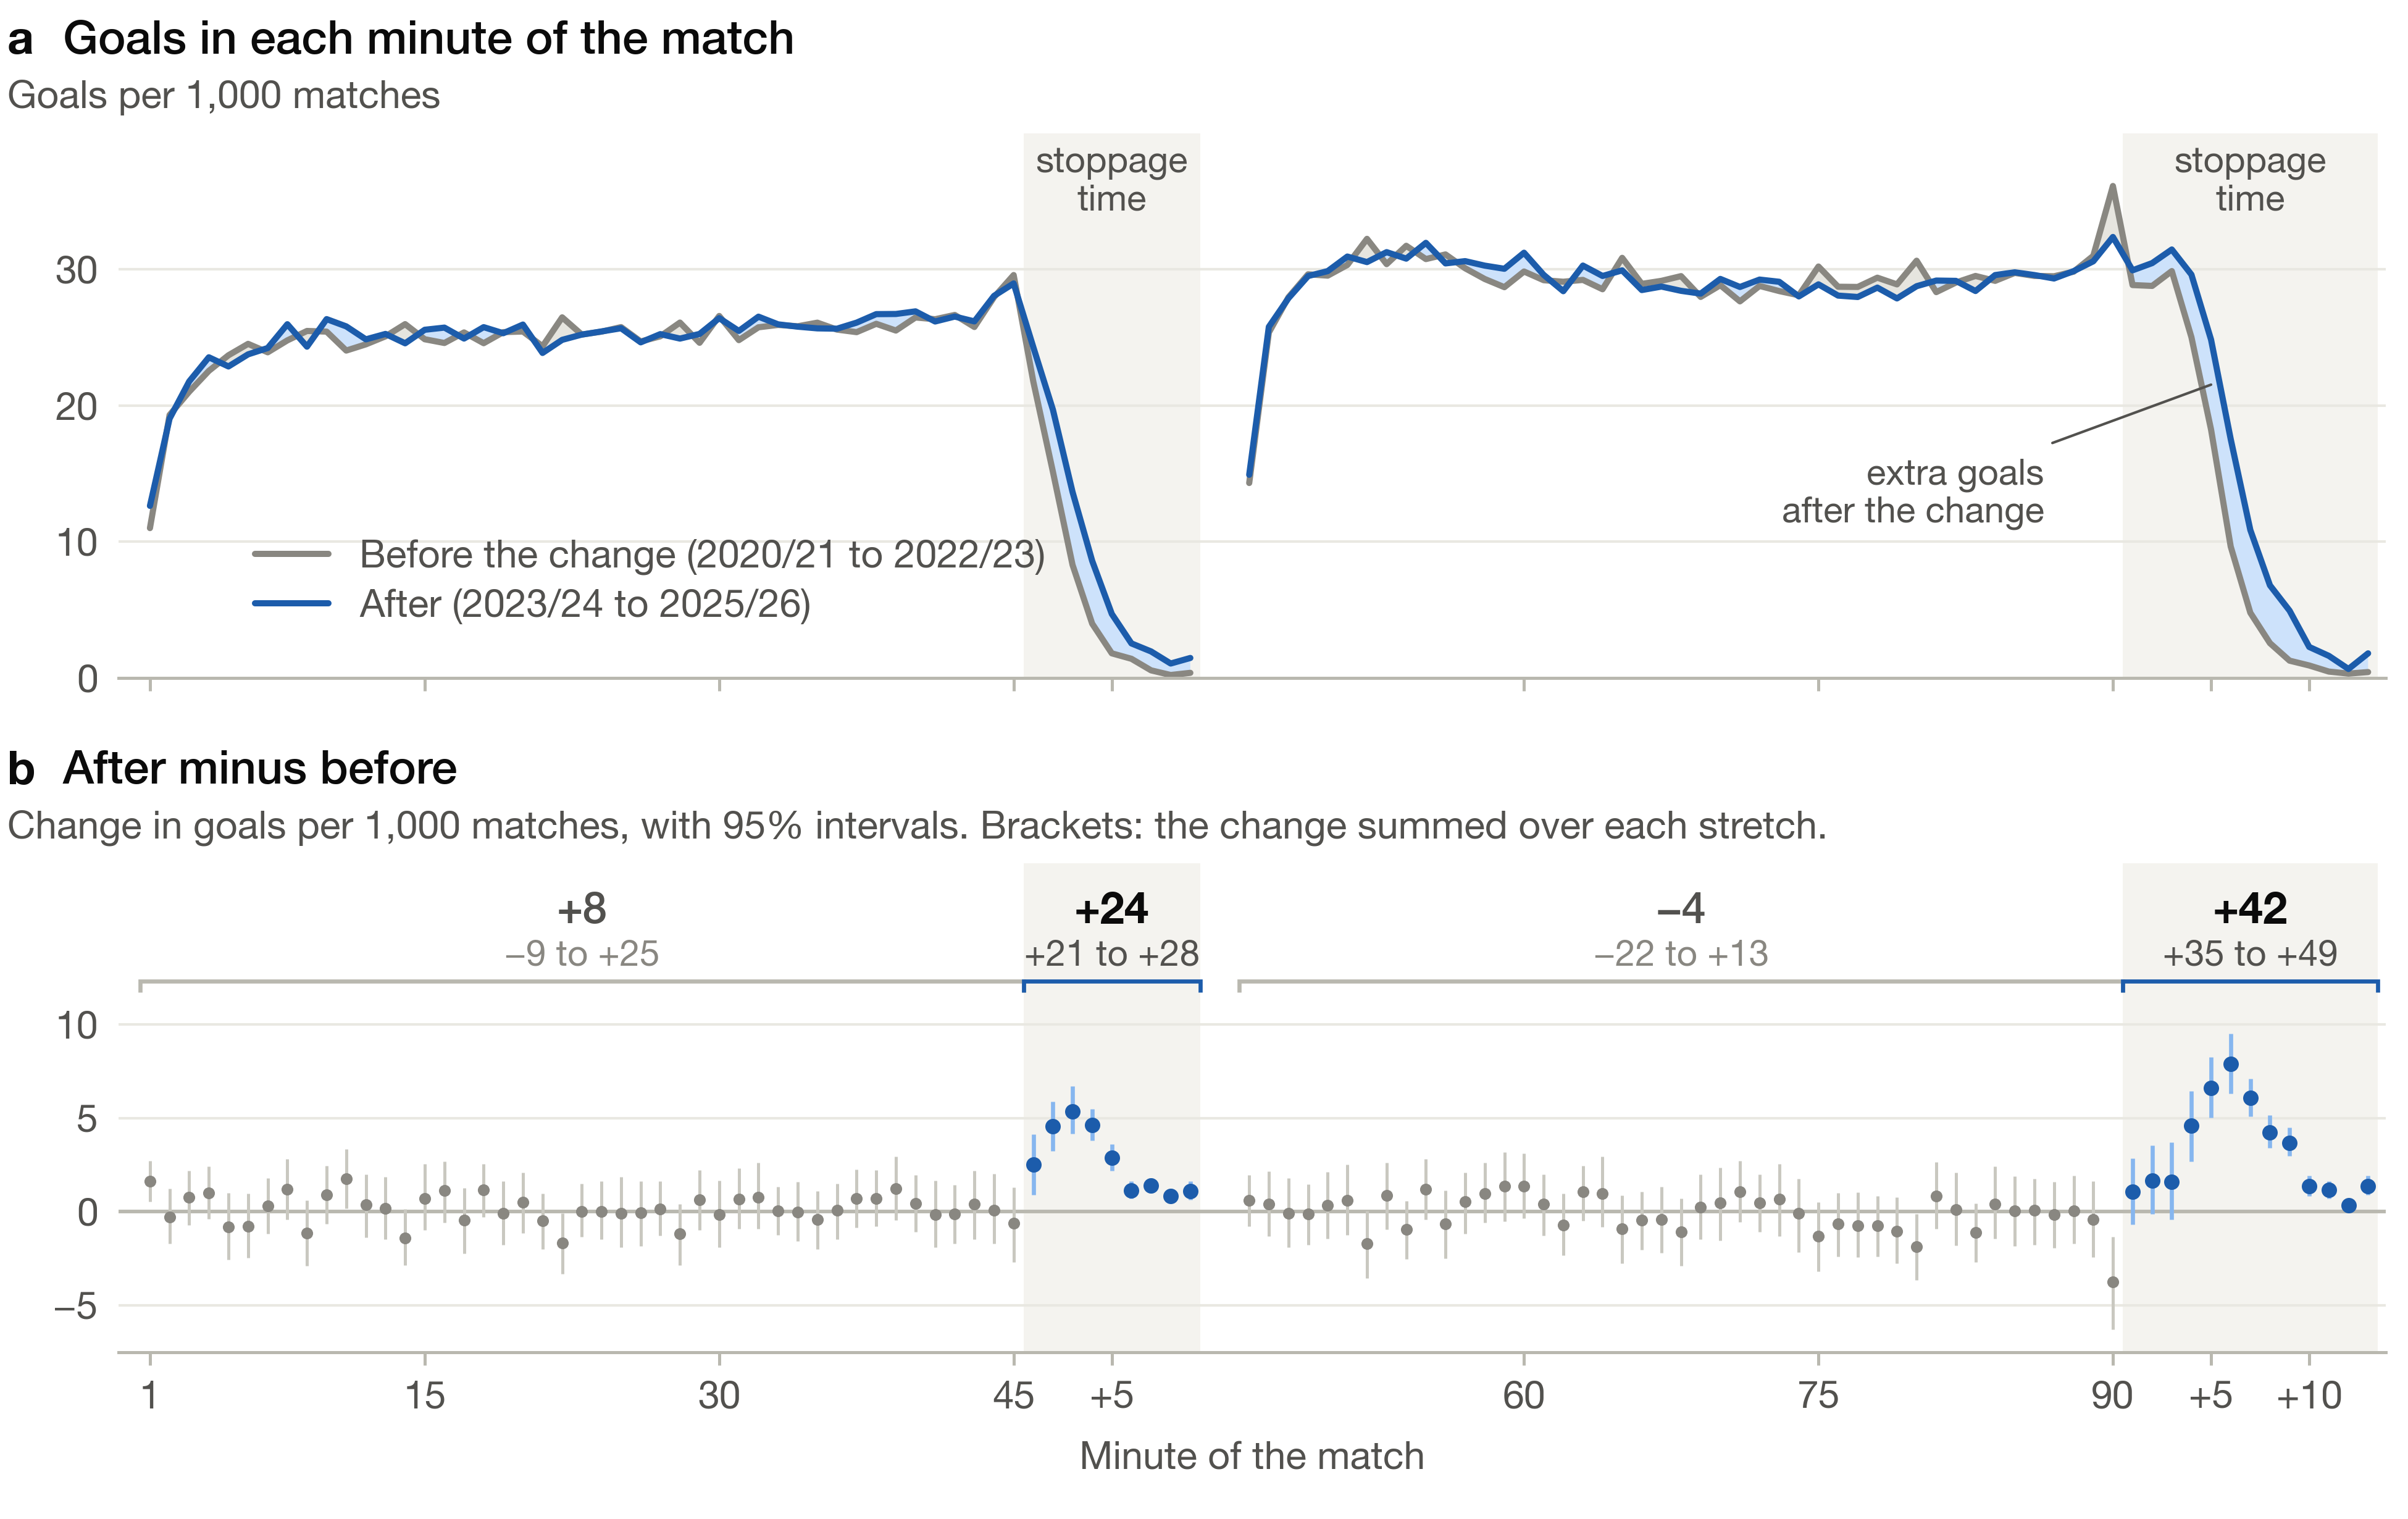 a Goals in each minute of the match
Goals per 1,000 matches
stoppage
time
stoppage
time
30
20
10
0
extra goals
after the change
Before the change (2020/21 to 2022/23)
After (2023/24 to 2025/26)
b After minus before
Change in goals per 1,000 matches, with 95% intervals. Brackets: the change summed over each stretch.
+8
−9 to +25
+24
+21 to +28
−4
−22 to +13
+42
+35 to +49
10
5
0
−5
1 15 30 45 +5 60 75 90 +5 +10
Minute of the match